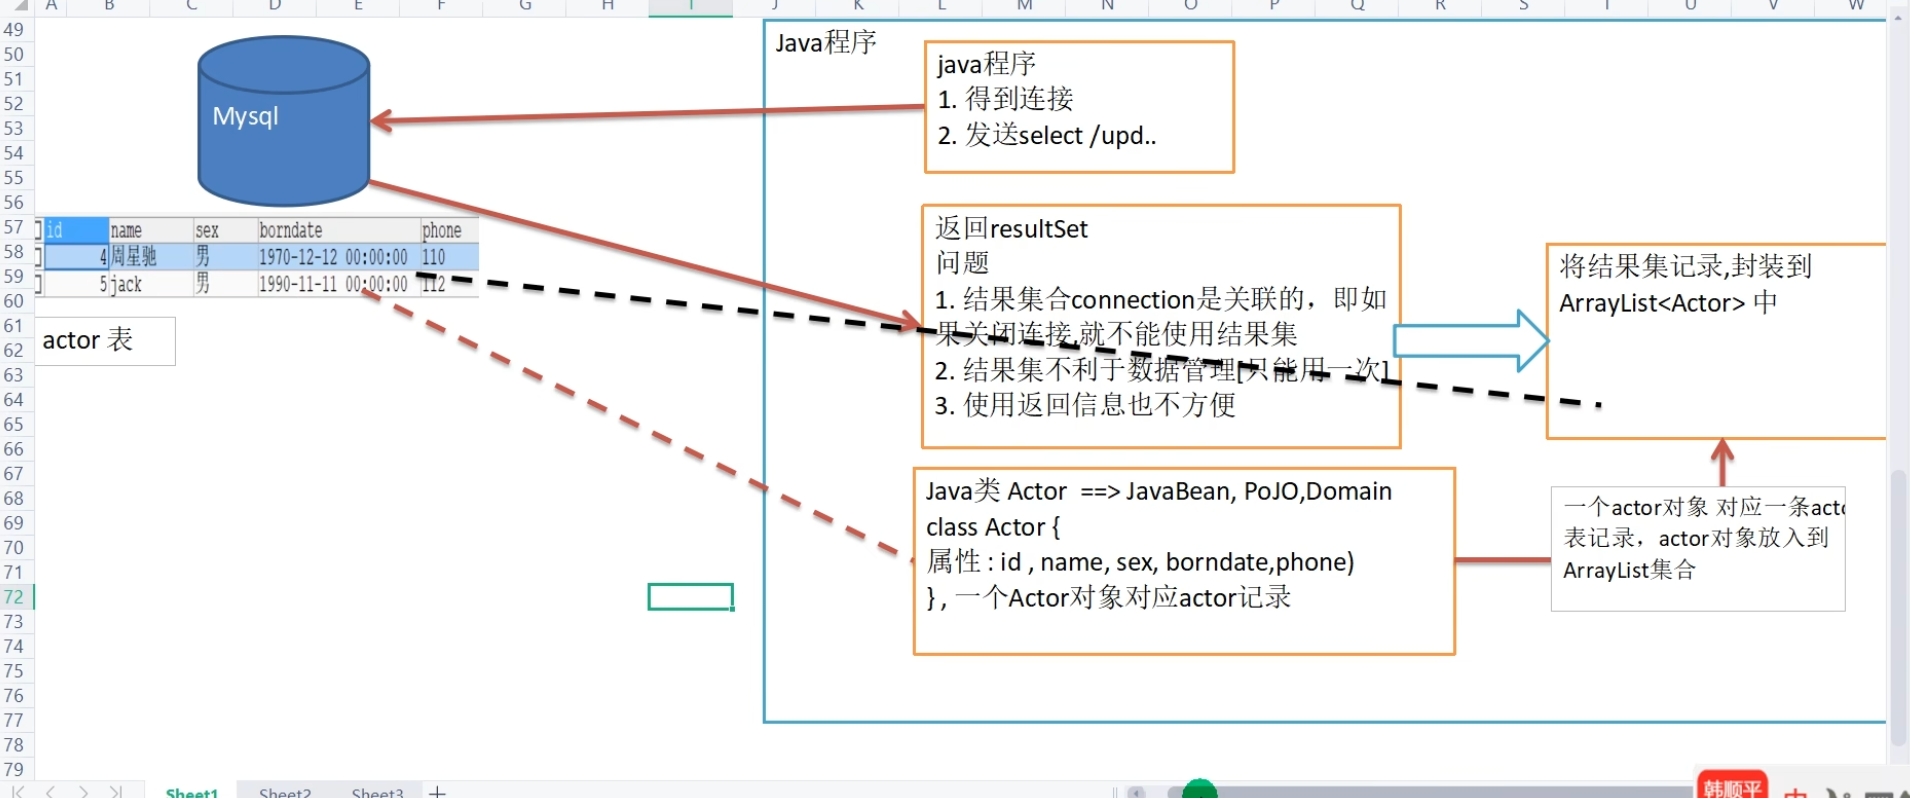 A B C D E F G H I J K L M N O P Q R S T U V W
49
50
51
52
53
54
55
56
57
58
59
60
61
62
63
64
65
66
67
68
69
70
71
72
73
74
75
76
77
78
79
Mysql
id name sex borndate phone
4 周星驰 男 1970-12-12 00:00:00 110
5 jack 男 1990-11-11 00:00:00 112
actor 表
Java程序
java程序
1. 得到连接
2. 发送select /upd..
返回resultSet
问题
1. 结果集合connection是关联的，即如
果关闭连接,就不能使用结果集
2. 结果集不利于数据管理[只能用一次]
3. 使用返回信息也不方便
将结果集记录,封装到
ArrayList<Actor> 中
Java类 Actor ==> JavaBean, PoJO,Domain
class Actor {
属性 : id , name, sex, borndate,phone)
} , 一个Actor对象对应actor记录
一个actor对象 对应一条acto
表记录，actor对象放入到
ArrayList集合
Sheet1 Sheet2 Sheet3 +
韩顺平
中